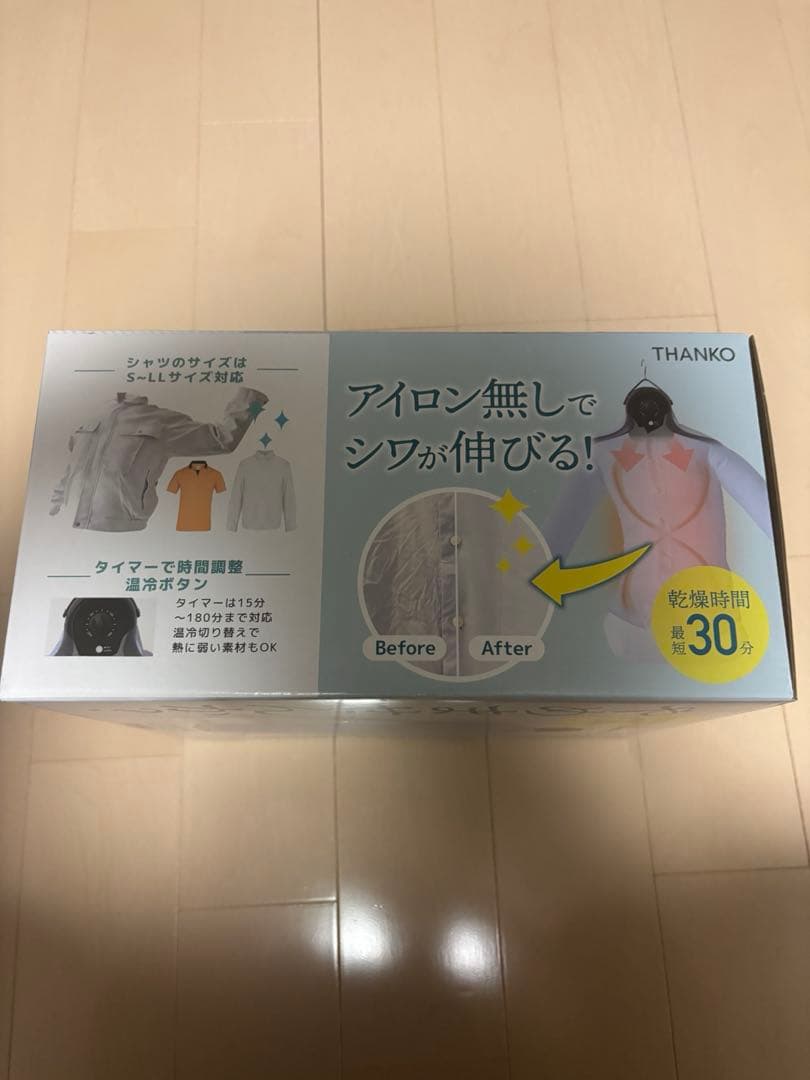 シャツのサイズは
S~LLサイズ対応
タイマーで時間調整
温冷ボタン
タイマーは15分
～180分まで対応
温冷切り替えで
熱に弱い素材もOK
THANKO
アイロン無しで
シワが伸びる!
Before
After
乾燥時間
最短30分